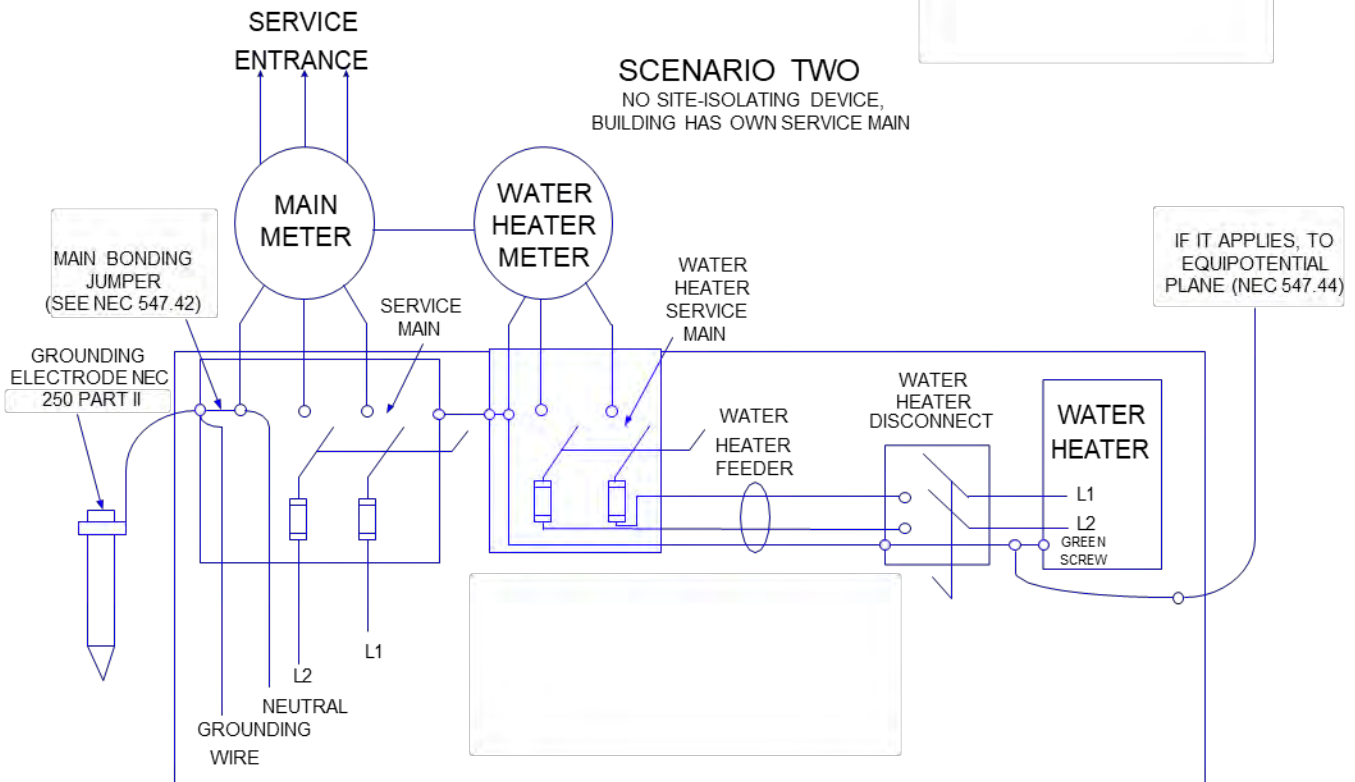 SERVICE
ENTRANCE
SCENARIO TWO
NO SITE-ISOLATING DEVICE,
BUILDING HAS OWN SERVICE MAIN
MAIN
METER
WATER
HEATER
METER
MAIN BONDING
JUMPER
(SEE NEC 547.42)
IF IT APPLIES, TO
EQUIPOTENTIAL
PLANE (NEC 547.44)
WATER
HEATER
SERVICE
MAIN
SERVICE
MAIN
GROUNDING
ELECTRODE NEC
250 PART II
WATER
HEATER
DISCONNECT
WATER
HEATER
WATER
HEATER
FEEDER
L1
L2
GREEN
SCREW
L1
L2
NEUTRAL
GROUNDING
WIRE